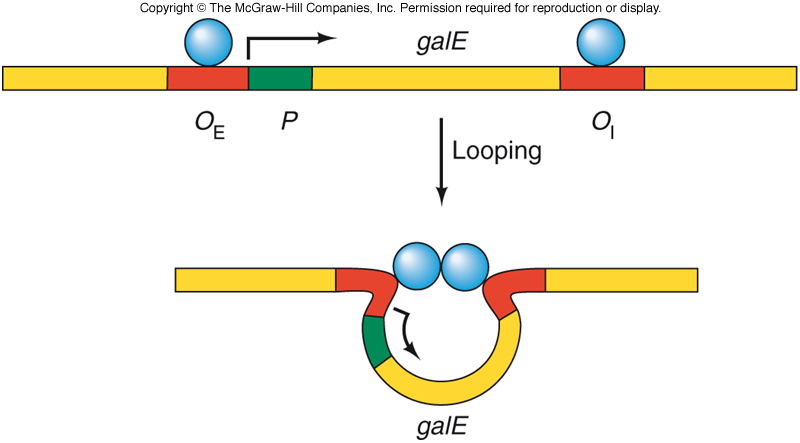 Copyright © The McGraw-Hill Companies, Inc. Permission required for reproduction or display.
galE
OE P OI
Looping
galE